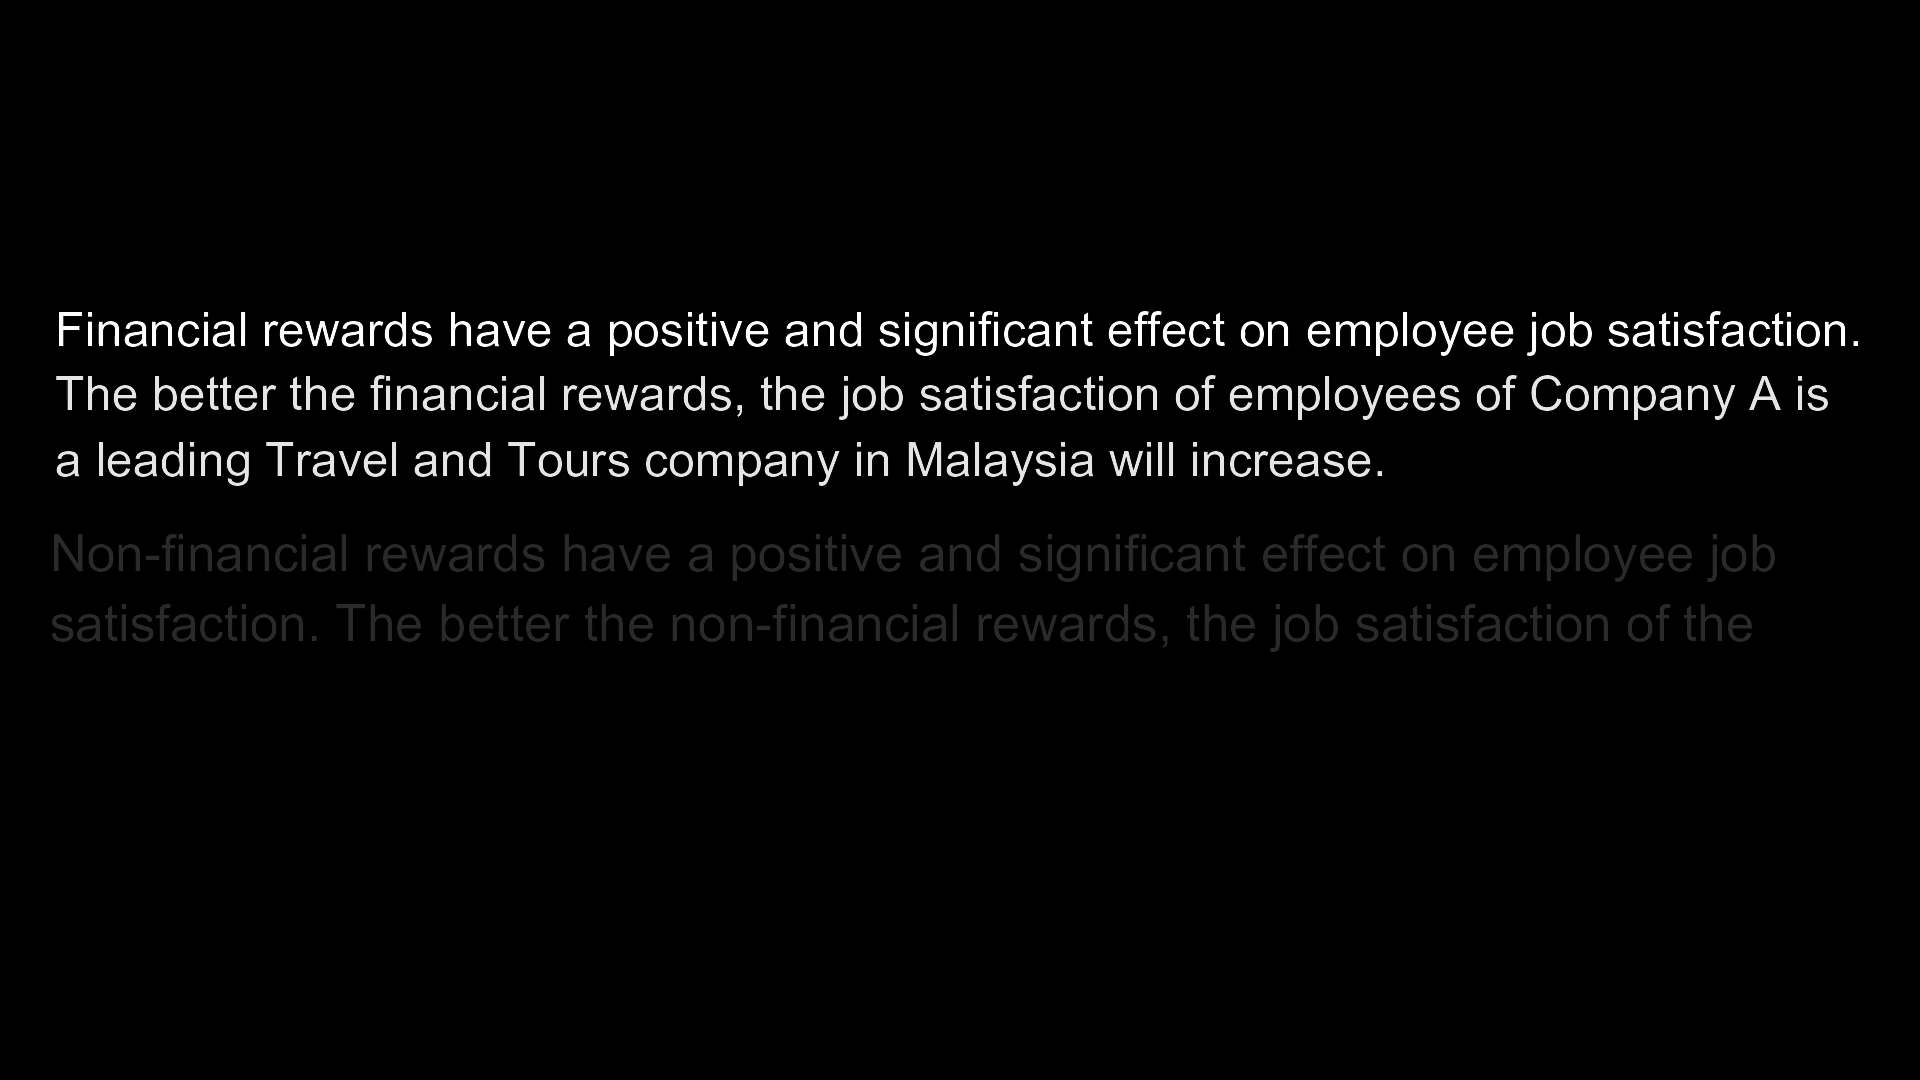 Financial rewards have a positive and significant effect on employee job satisfaction.
The better the financial rewards, the job satisfaction of employees of Company A is
a leading Travel and Tours company in Malaysia will increase.
Non-financial rewards have a positive and significant effect on employee job
satisfaction. The better the non-financial rewards, the job satisfaction of the